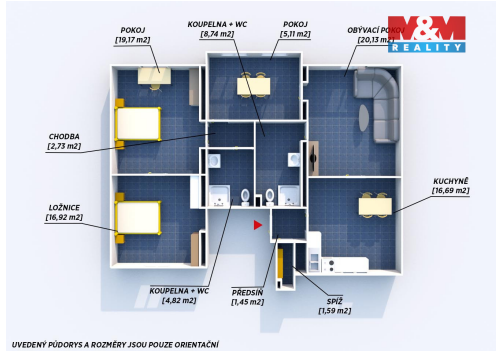 POKOJ
[19,17 m2]
KOUPELNA + WC
[8,74 m2]
POKOJ
[5,11 m2]
OBÝVACÍ POKOJ
[20,13 m2]
M&M
REALITY
CHODBA
[2,73 m2]
KUCHYNĚ
[16,69 m2]
LOŽNICE
[16,92 m2]
KOUPELNA + WC
[4,82 m2]
PŘEDSÍŇ
[1,45 m2]
SPÍŽ
[1,59 m2]
UVEDENÝ PŮDORYS A ROZMĚRY JSOU POUZE ORIENTAČNÍ